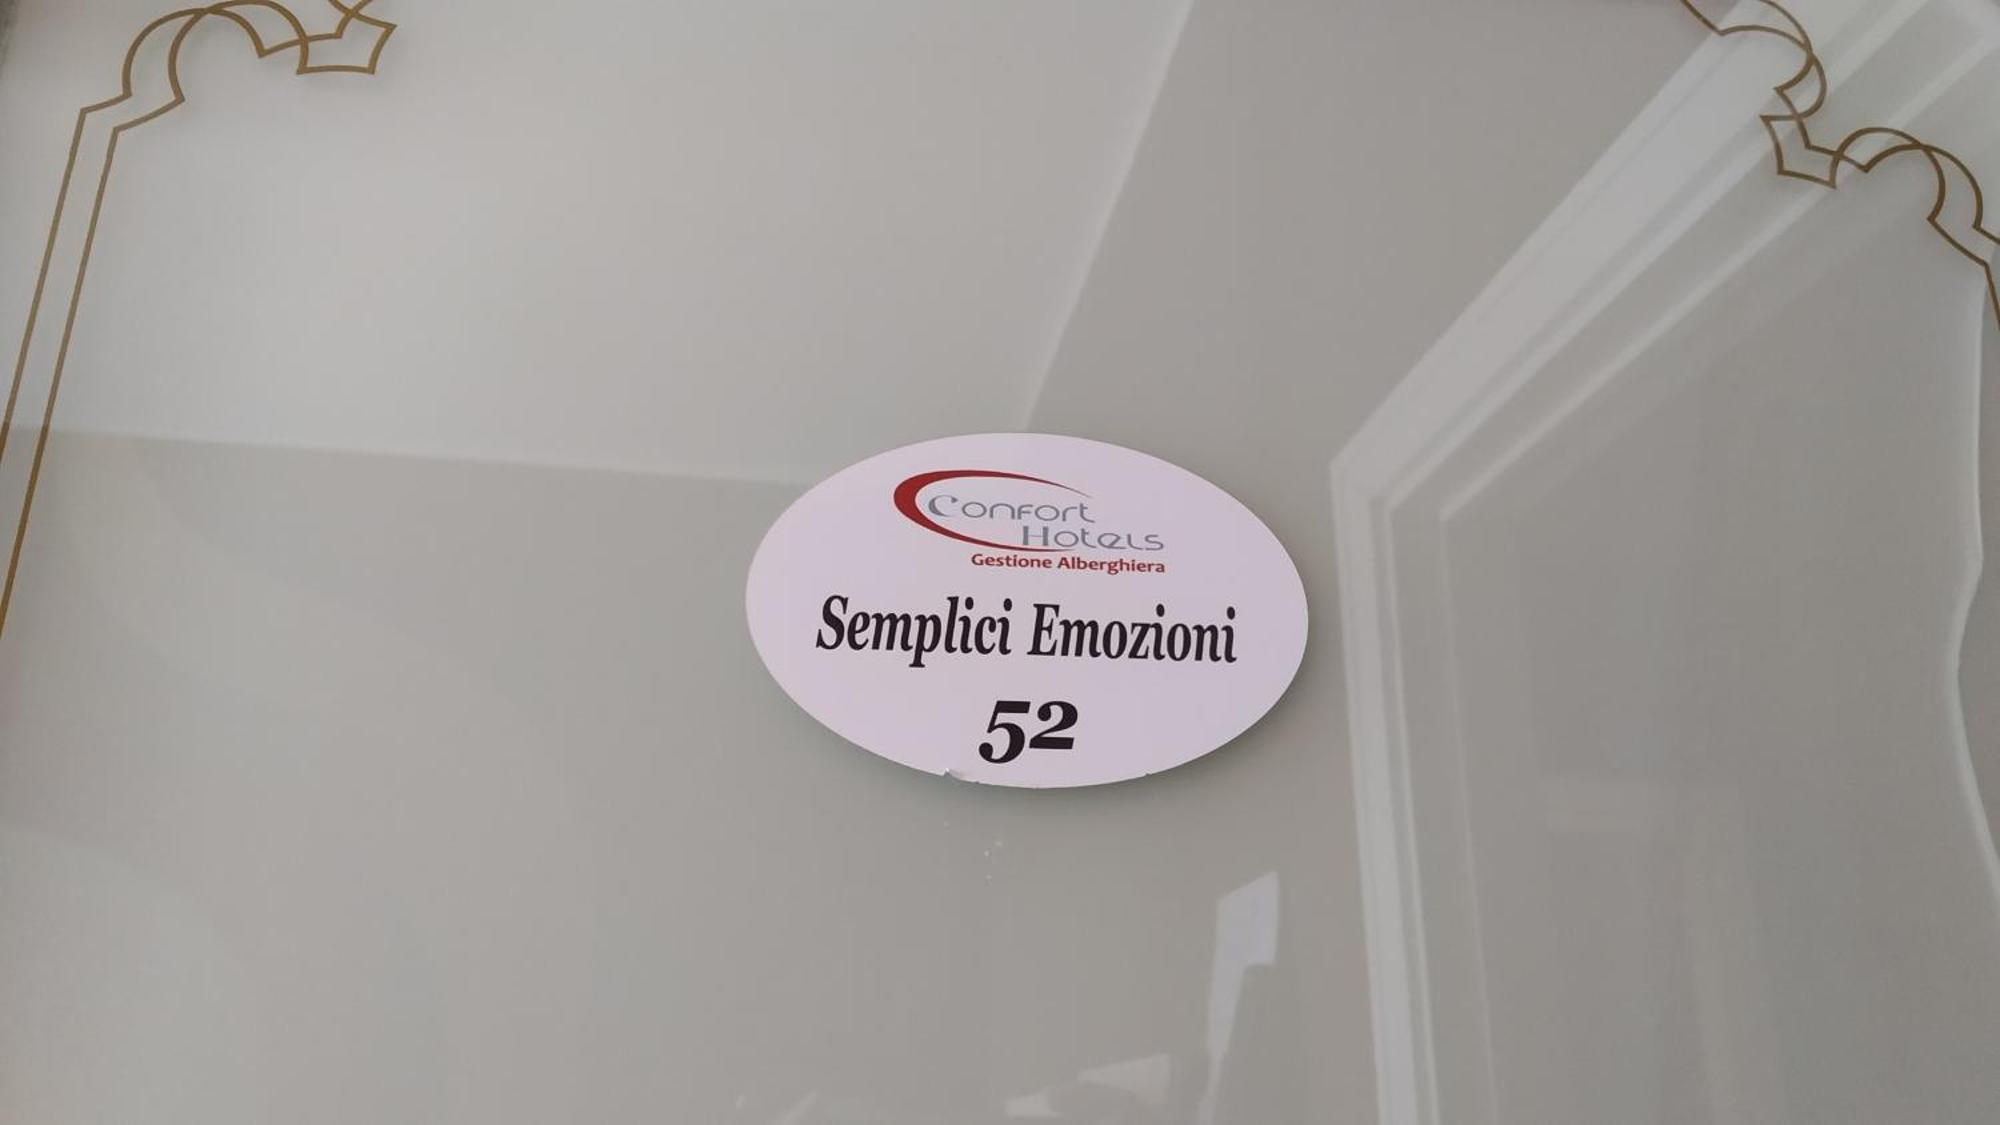 Confort
Hotels
Gestione Alberghiera
Semplici Emozioni
52